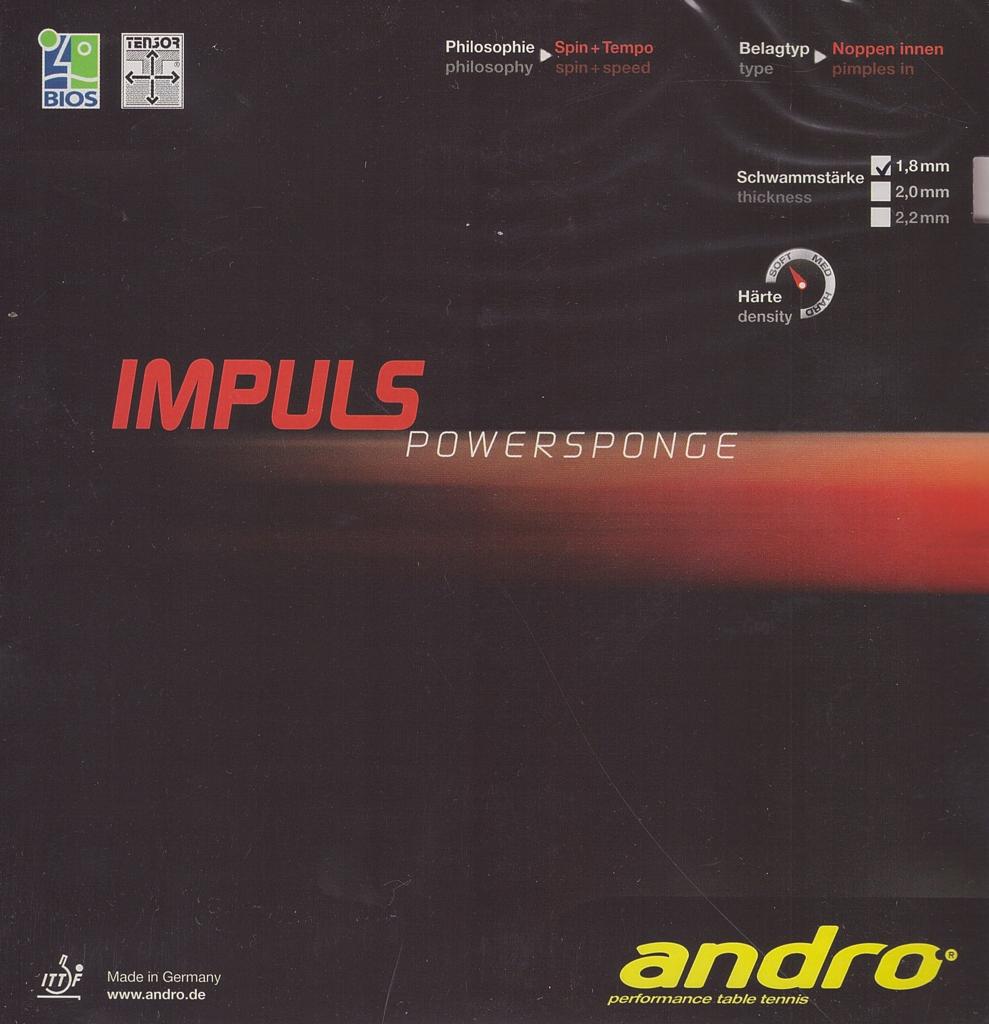 BIOS
TENSOR
Philosophie Spin + Tempo
philosophy spin + speed
Belagtyp Noppen innen
type pimples in
Schwammstärke
thickness
1,8 mm
2,0 mm
2,2 mm
SOFT MED HARD
Härte
density
IMPULS
POWERSPONGE
ITTF
Made in Germany
www.andro.de
andro®
performance table tennis